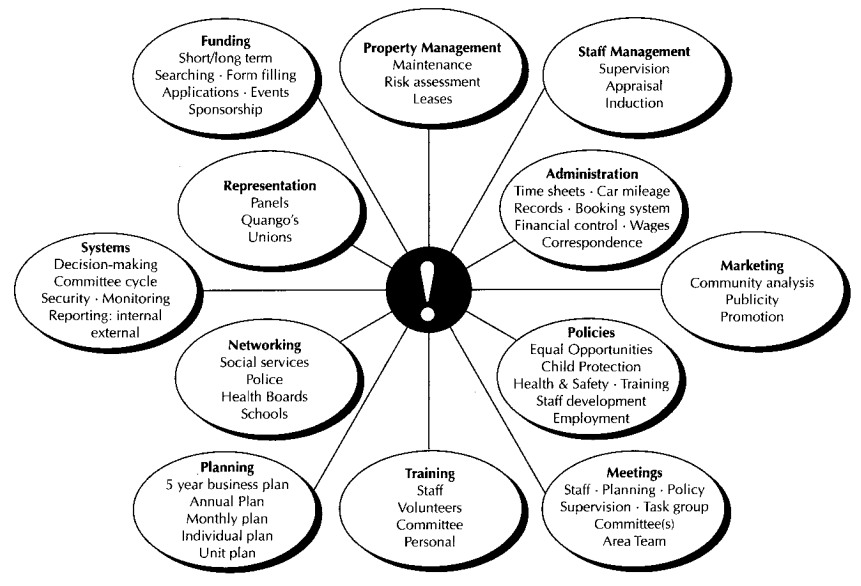 Funding
Short/long term
Searching · Form filling
Applications · Events
Sponsorship
Property Management
Maintenance
Risk assessment
Leases
Staff Management
Supervision
Appraisal
Induction
Representation
Panels
Quango's
Unions
Administration
Time sheets · Car mileage
Records · Booking system
Financial control · Wages
Correspondence
Systems
Decision-making
Committee cycle
Security · Monitoring
Reporting: internal
external
!
Marketing
Community analysis
Publicity
Promotion
Networking
Social services
Police
Health Boards
Schools
Policies
Equal Opportunities
Child Protection
Health & Safety · Training
Staff development
Employment
Planning
5 year business plan
Annual Plan
Monthly plan
Individual plan
Unit plan
Training
Staff
Volunteers
Committee
Personal
Meetings
Staff · Planning · Policy
Supervision · Task group
Committee(s)
Area Team